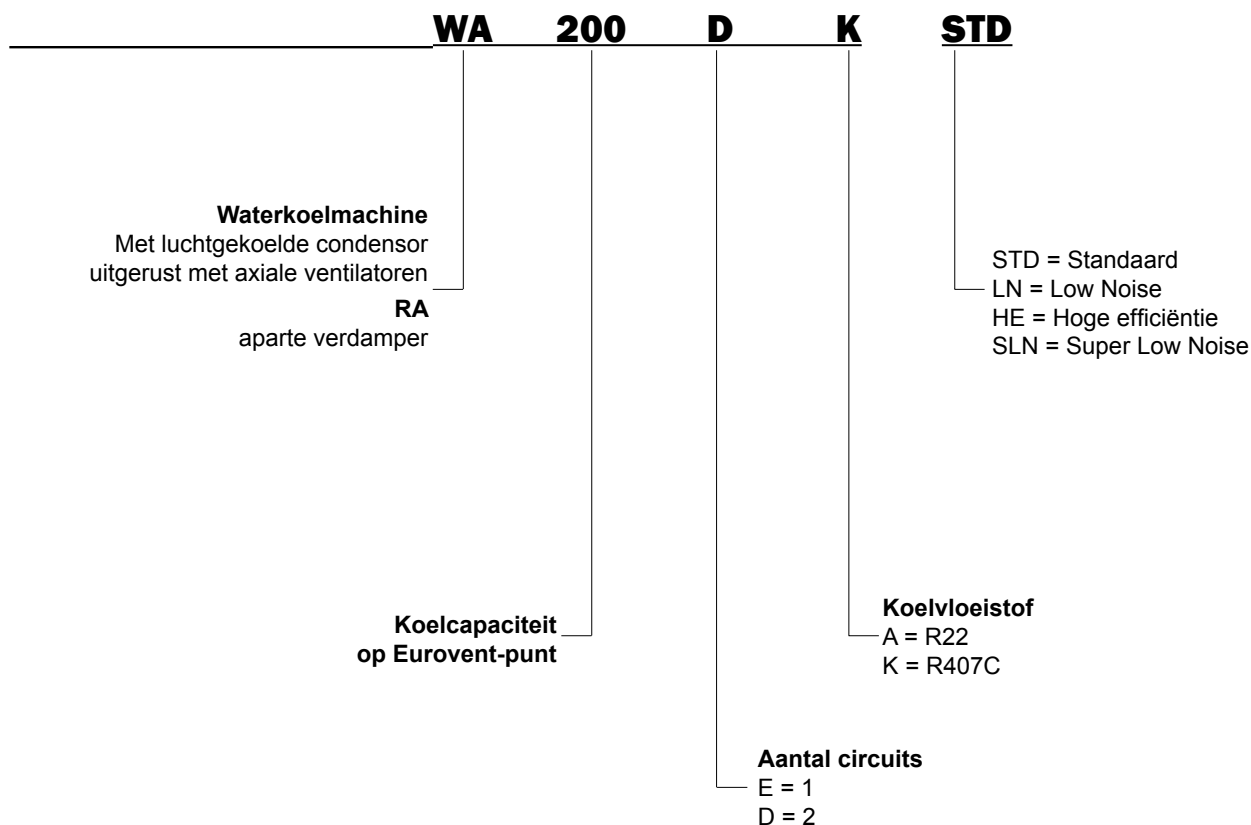 WA 200 D K STD
Waterkoelmachine
Met luchtgekoelde condensor
uitgerust met axiale ventilatoren
RA
aparte verdamper
STD = Standaard
LN = Low Noise
HE = Hoge efficiëntie
SLN = Super Low Noise
Koelcapaciteit
op Eurovent-punt
Koelvloeistof
A = R22
K = R407C
Aantal circuits
E = 1
D = 2